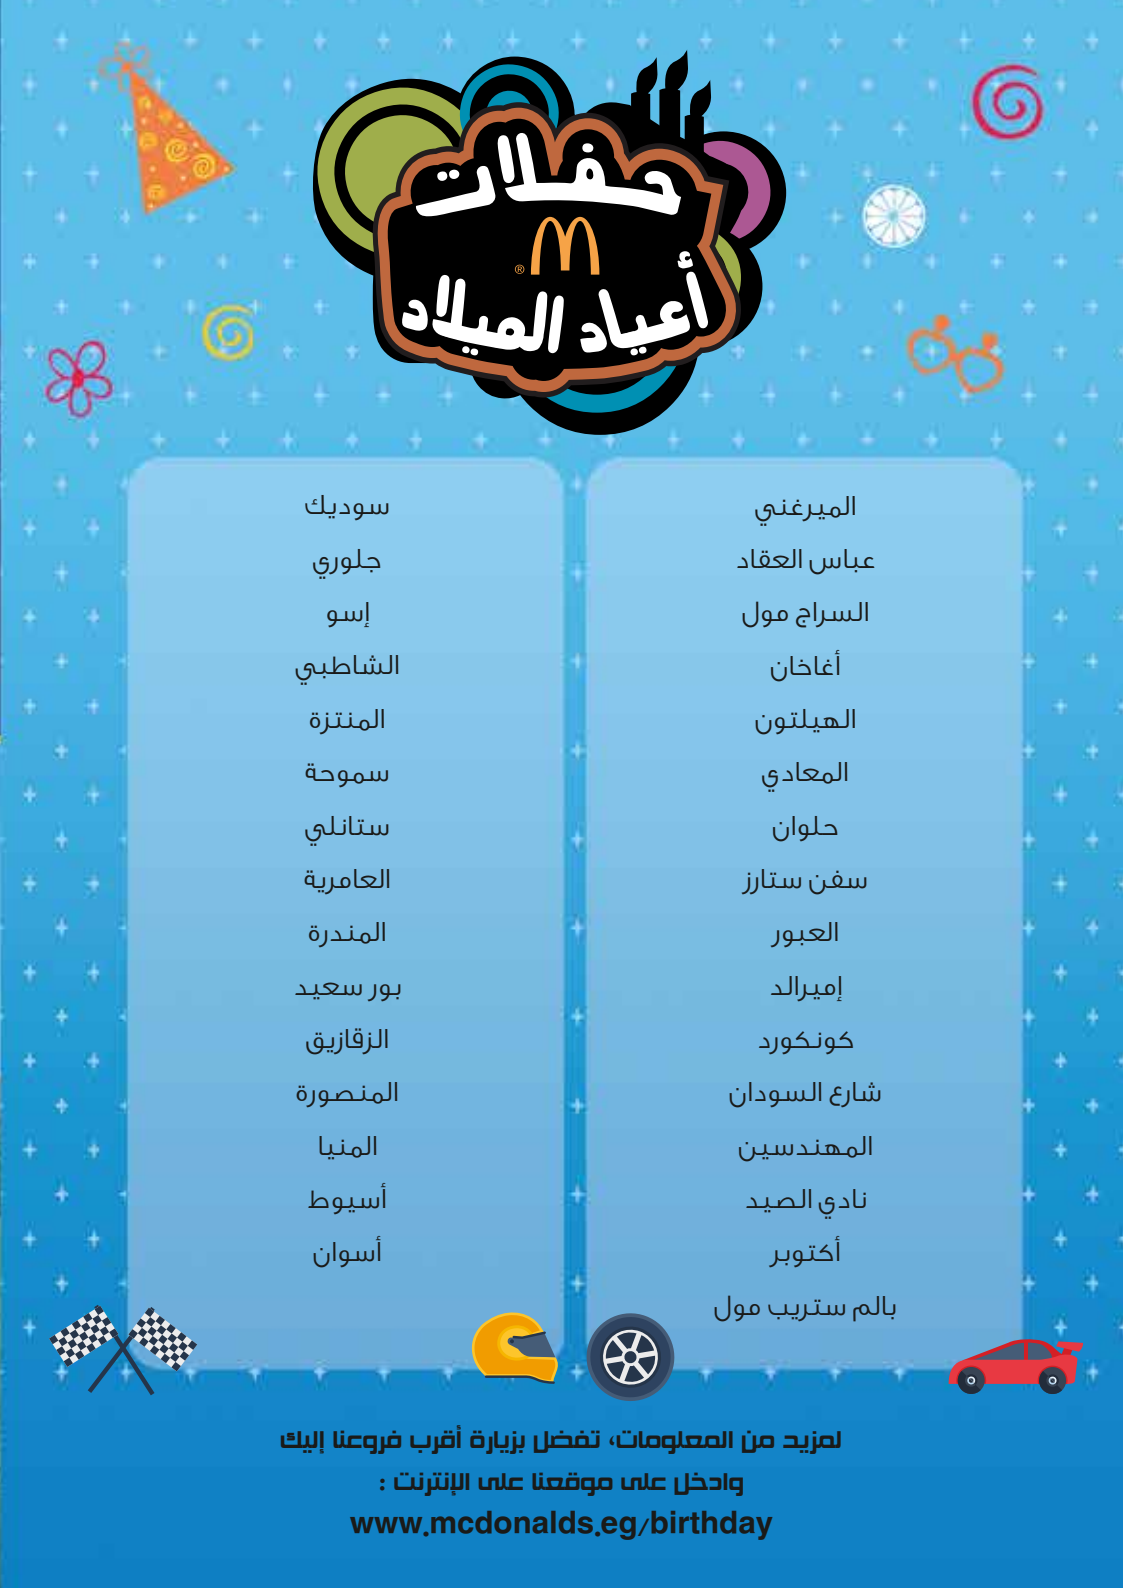 حفلات
®
أعياد الميلاد
الميرغني
عباس العقاد
السراج مول
أغاخان
الهيلتون
المعادي
حلوان
سفن ستارز
العبور
إميرالد
كونكورد
شارع السودان
المهندسين
نادي الصيد
أكتوبر
بالم ستريب مول
سوديك
جلوري
إسو
الشاطبي
المنتزة
سموحة
ستانلي
العامرية
المندرة
بور سعيد
الزقازيق
المنصورة
المنيا
أسيوط
أسوان
لمزيد من المعلومات، تفضل بزيارة أقرب فروعنا إليك
وادخل على موقعنا على الإنترنت :
www.mcdonalds.eg/birthday